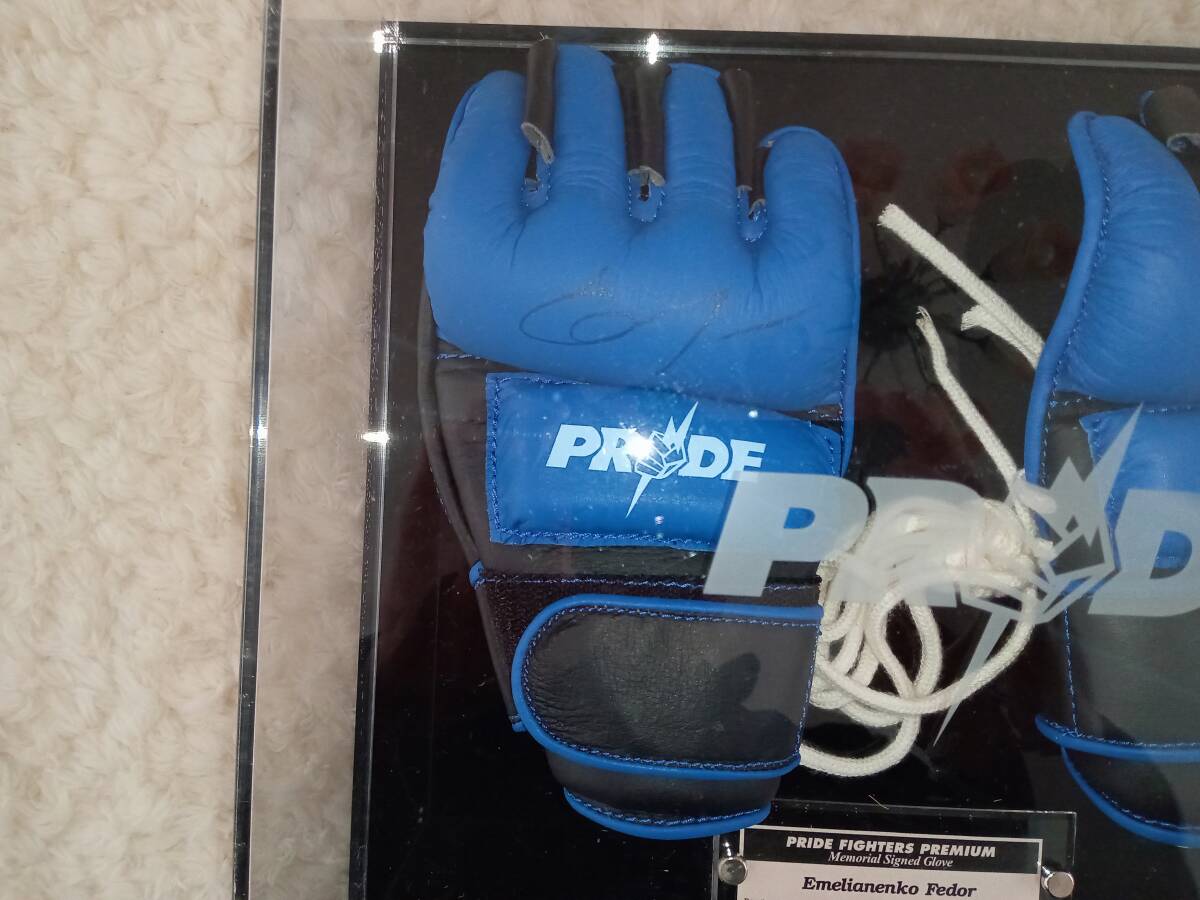 PRIDE
PRIDE
PRIDE FIGHTERS PREMIUM
Memorial Signed Glove
Emelianenko Fedor